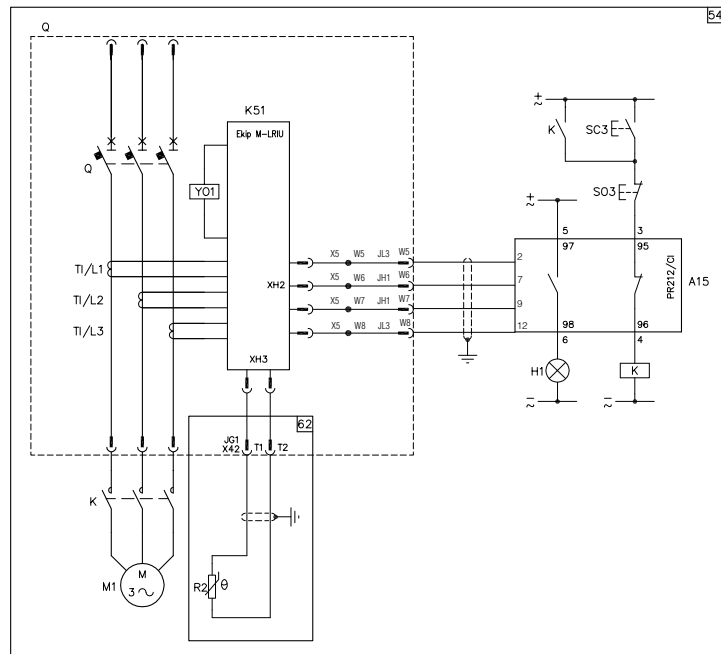 54
Q
K51
Ekip M-LRIU
Q
YO1
TI/L1
TI/L2
TI/L3
XH2
XH3
X5 W5 JL3 W5
X5 W6 JH1 W6
X5 W7 JH1 W7
X5 W8 JL3 W8
+
~
K
SC3
SO3
+
~
5
3
97
95
2
7
9
12
PR212/CI
A15
98
96
6
4
H1
K
–
~
–
~
62
JG1
X42
T1
T2
K
M1
M
3 ~
R2
θ